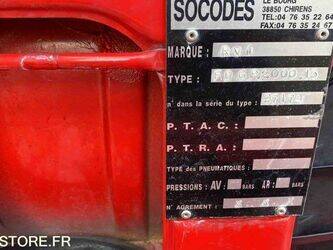 SOCODES
LE BOURG
38850 CHIRENS
TEL:04 76 35 22 64
FAX:04 76 35 24 67
MARQUE :
TYPE :
n° dans la série du type :
P. T. A. C. :
P. T. R. A. :
TYPE des PNEUMATIQUES :
PRESSIONS : AV : BARS AR : BARS
N° AGREMENT :
STORE.FR